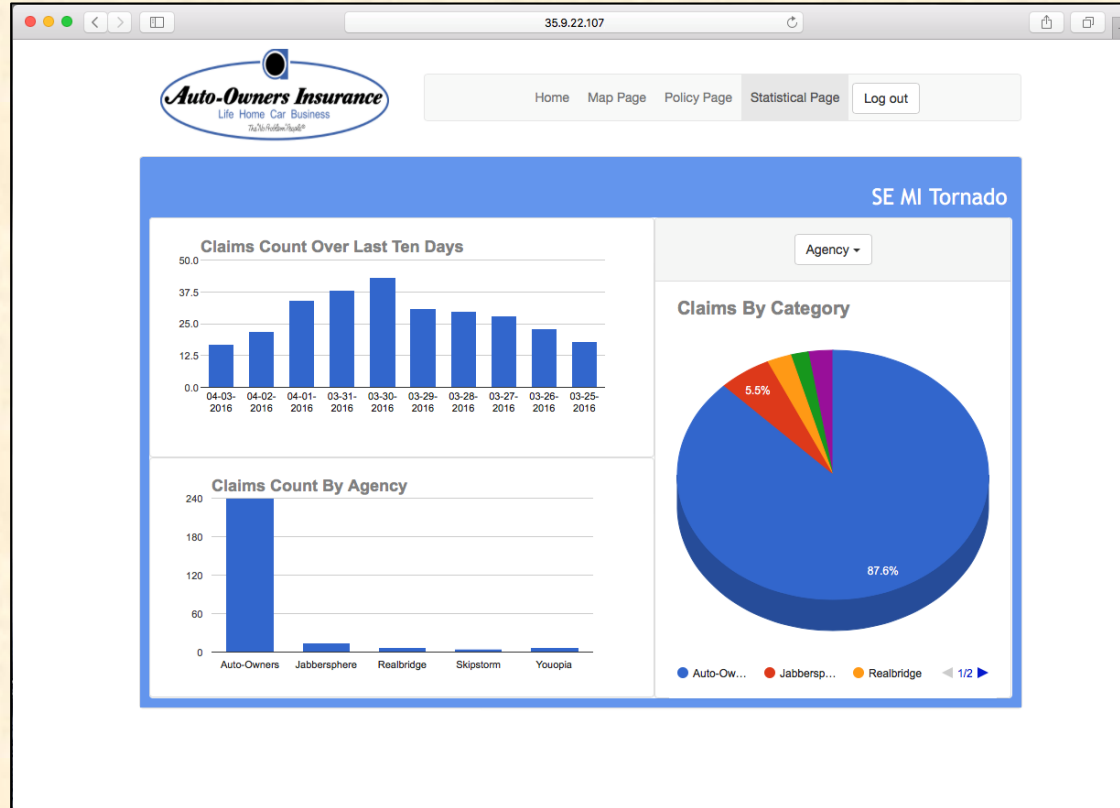 35.9.22.107
Auto-Owners Insurance
Life Home Car Business
The "No Problem" People®
Home Map Page Policy Page Statistical Page Log out
SE MI Tornado
Claims Count Over Last Ten Days
50.0
37.5
25.0
12.5
0.0
04-03- 04-02- 04-01- 03-31- 03-30- 03-29- 03-28- 03-27- 03-26- 03-25-
2016 2016 2016 2016 2016 2016 2016 2016 2016 2016
Claims Count By Agency
240
180
120
60
0
Auto-Owners Jabbersphere Realbridge Skipstorm Youopia
Agency
Claims By Category
5.5%
87.6%
Auto-Ow... Jabbersp... Realbridge 1/2